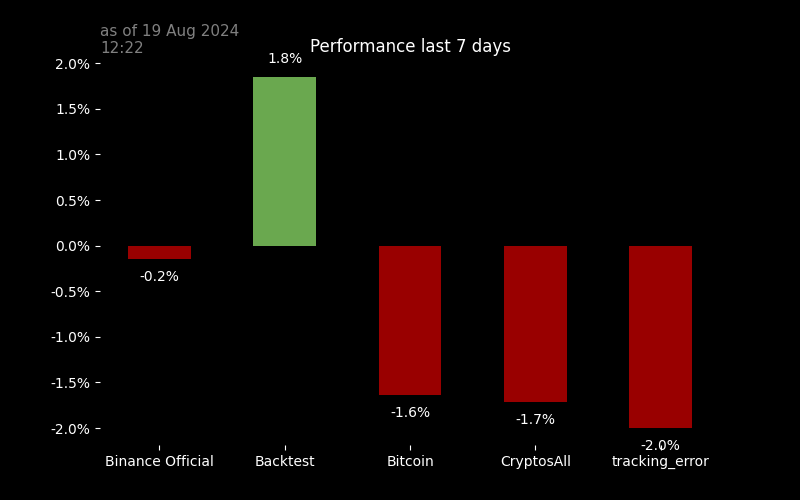 as of 19 Aug 2024
12:22
Performance last 7 days
2.0%
1.5%
1.0%
0.5%
0.0%
-0.5%
-1.0%
-1.5%
-2.0%
-0.2%
1.8%
-1.6%
-1.7%
-2.0%
Binance Official
Backtest
Bitcoin
CryptosAll
tracking_error